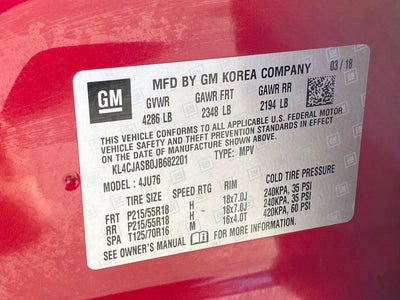 GM
MFD BY GM KOREA COMPANY 03/18
GVWR GAWR FRT GAWR RR
4286 LB 2348 LB 2194 LB
THIS VEHICLE CONFORMS TO ALL APPLICABLE U.S. FEDERAL MOTOR
VEHICLE SAFETY AND THEFT PREVENTION STANDARDS IN EFFECT ON THE DATE OF MANUFACTURE SHOWN ABOVE.
KL4CJASB0JB682201 TYPE: MPV
MODEL: 4JU76
TIRE SIZE SPEED RTG RIM COLD TIRE PRESSURE
FRT P215/55R18 H 18x7.0J 240KPA, 35 PSI
RR P215/55R18 H 18x7.0J 240KPA, 35 PSI
SPA T125/70R16 M 16x4.0T 420KPA, 60 PSI
SEE OWNER'S MANUAL FOR MORE INFORMATION.